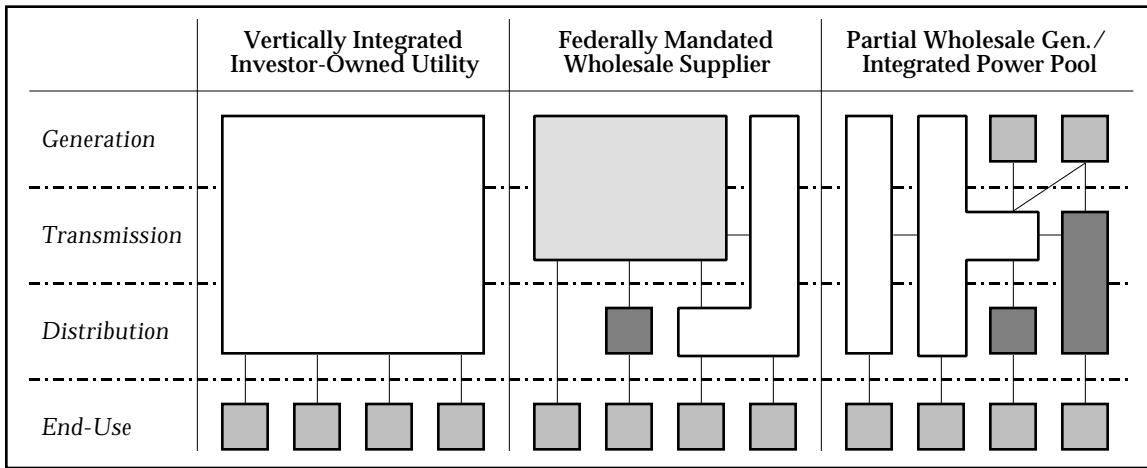 Vertically Integrated
Investor-Owned Utility
Federally Mandated
Wholesale Supplier
Partial Wholesale Gen./
Integrated Power Pool
Generation
Transmission
Distribution
End-Use